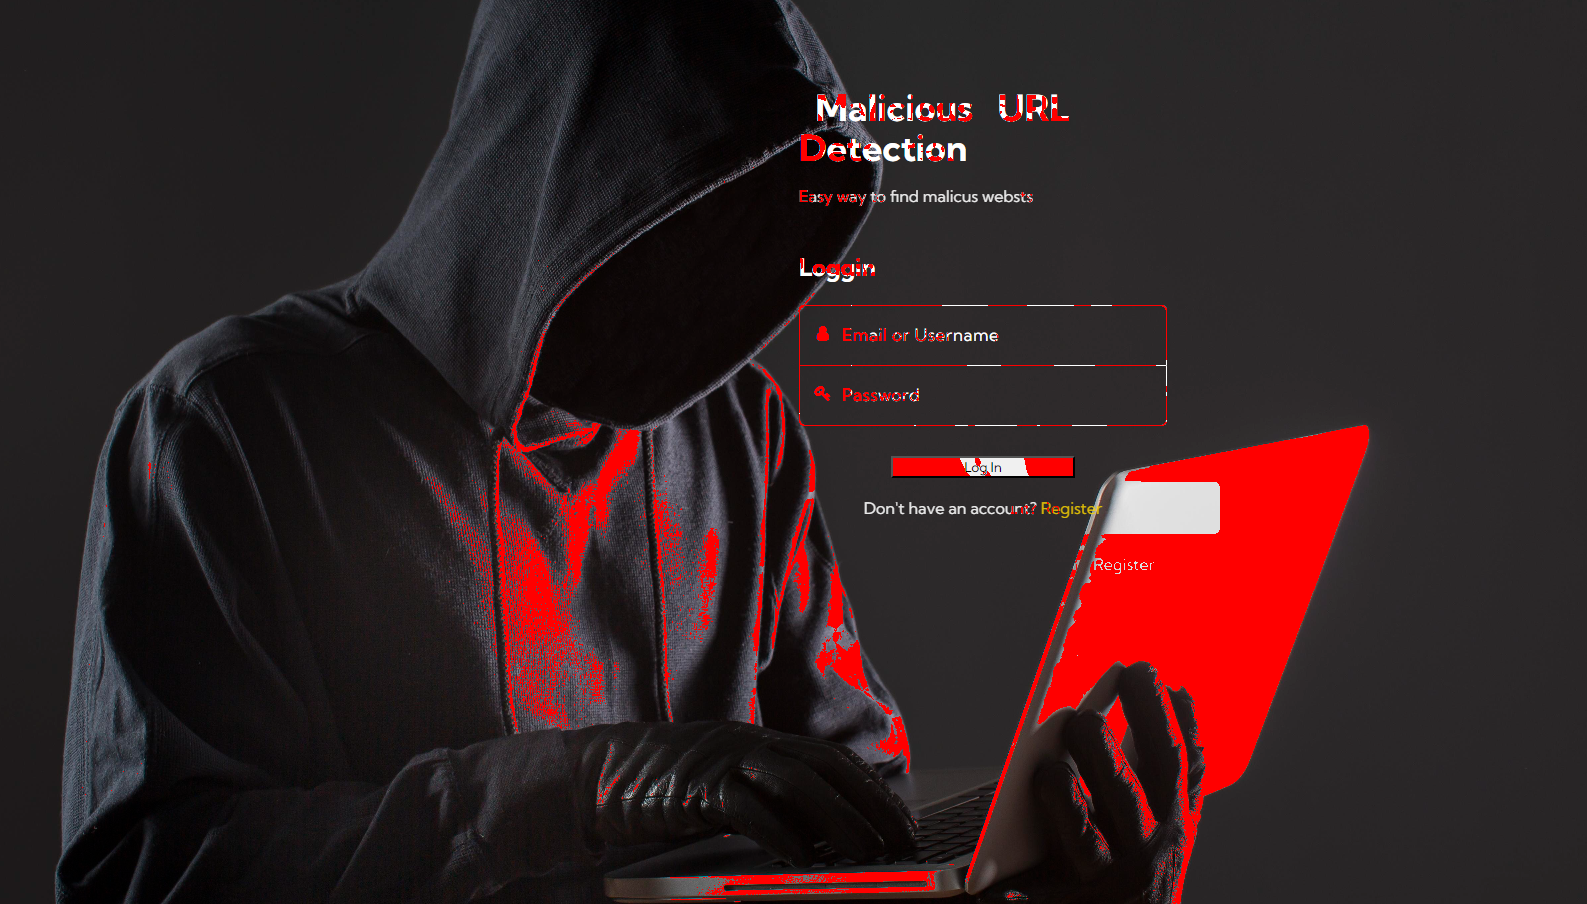 Malicious URL
Detection
Easy way to find malicus websts
Loggin
Email or Username
Password
Log In
Don't have an account? Register
Register